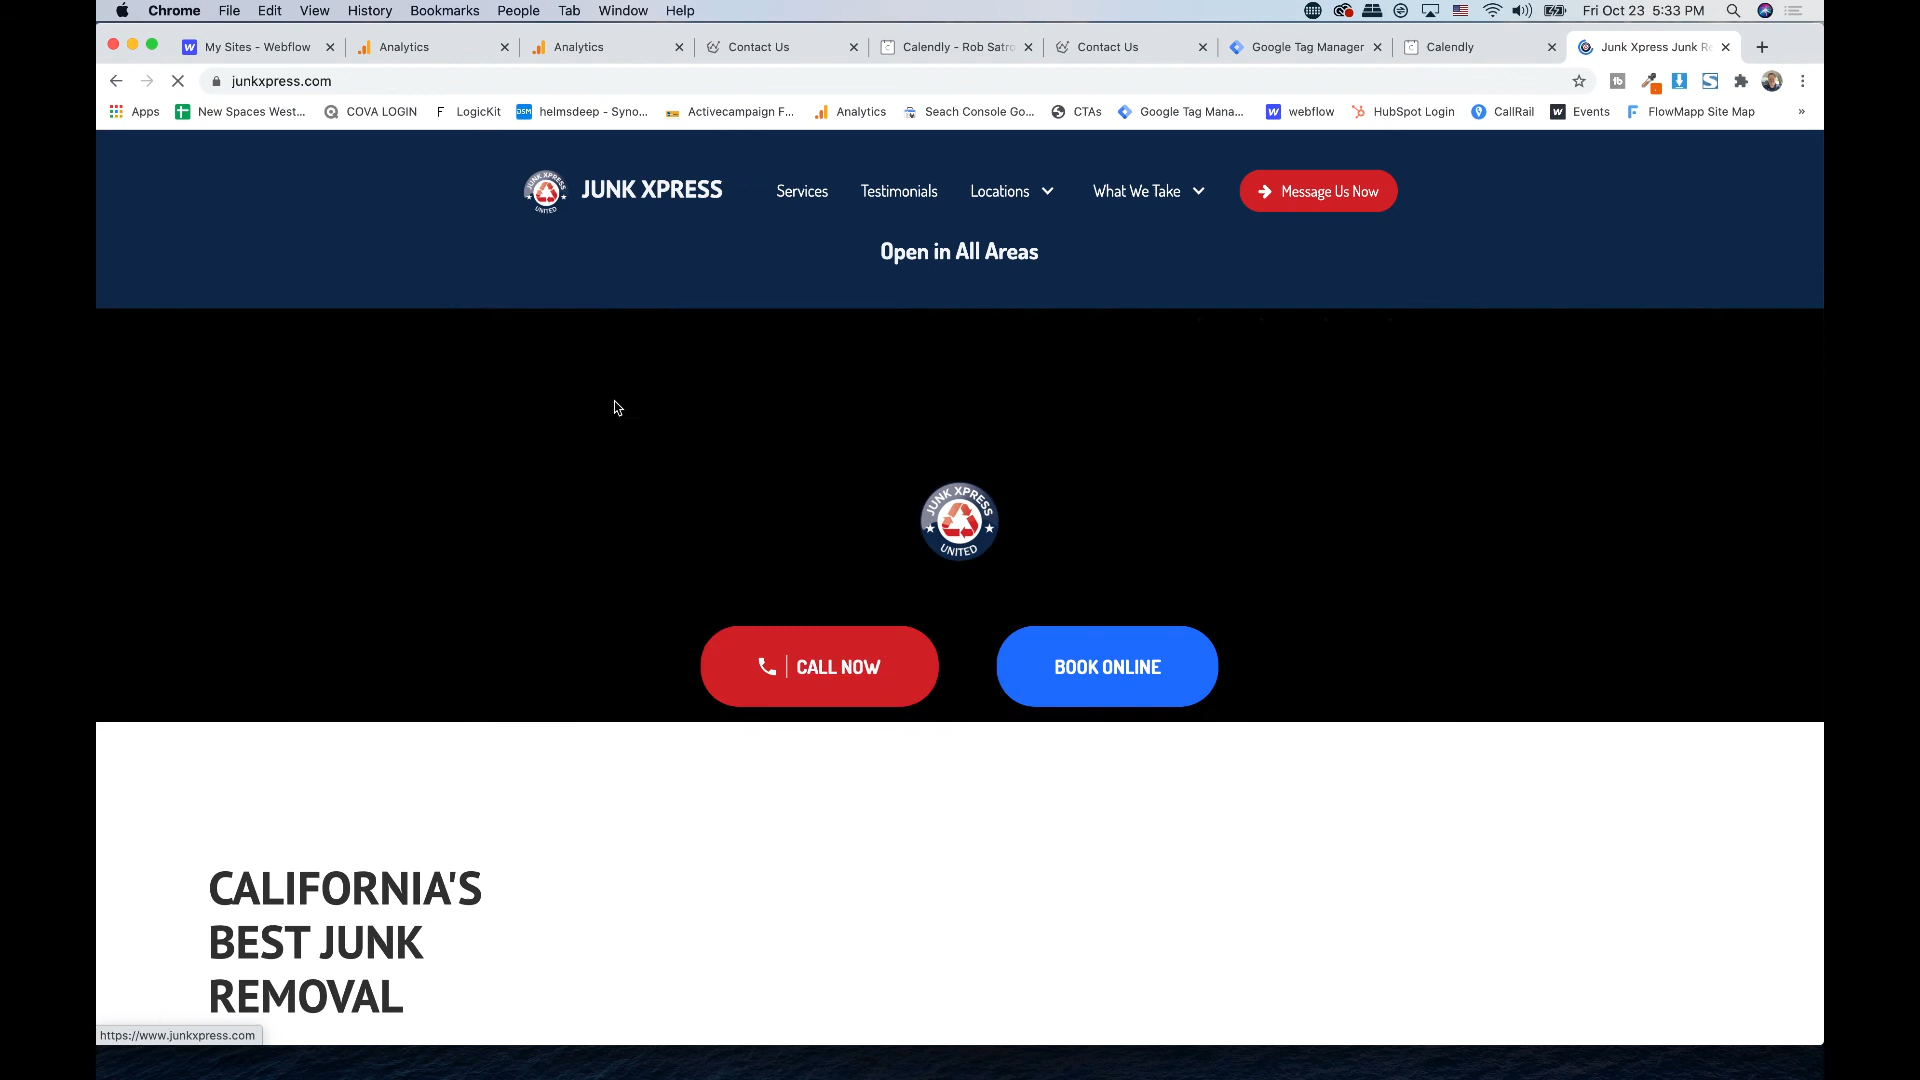 Chrome File Edit View History Bookmarks People Tab Window Help Fri Oct 23 5:33 PM
My Sites - Webflow Analytics Analytics Contact Us Calendly - Rob Satro Contact Us Google Tag Manager Calendly Junk Xpress Junk Re
junkxpress.com
Apps New Spaces West... COVA LOGIN LogicKit helmsdeep - Syno... Activecampaign F... Analytics Seach Console Go... CTAs Google Tag Mana... webflow HubSpot Login CallRail Events FlowMapp Site Map »
JUNK XPRESS UNITED JUNK XPRESS Services Testimonials Locations What We Take Message Us Now
Open in All Areas
JUNK XPRESS
UNITED
CALL NOW BOOK ONLINE
CALIFORNIA'S
BEST JUNK
REMOVAL
https://www.junkxpress.com